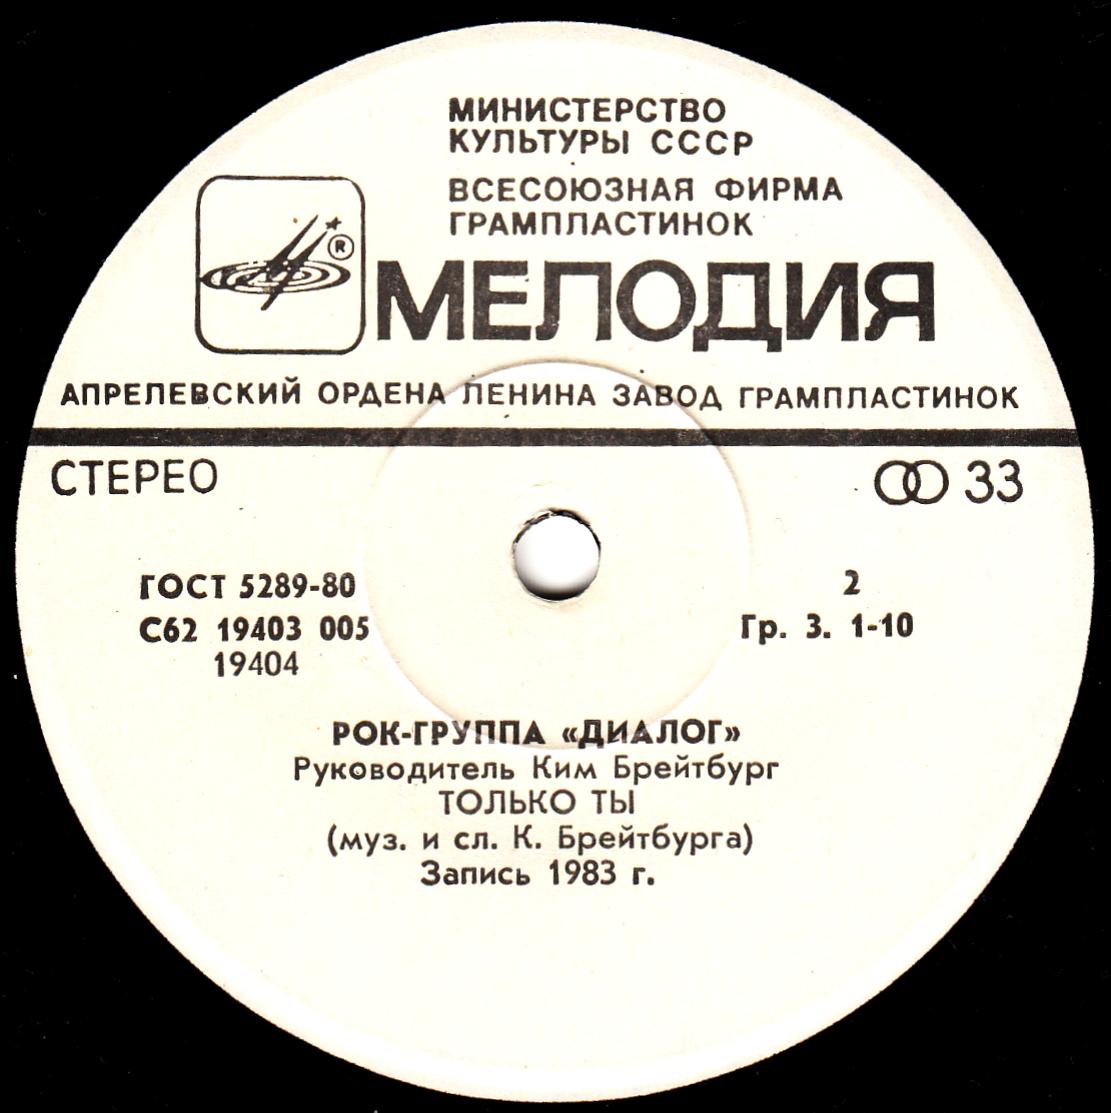 МИНИСТЕРСТВО
КУЛЬТУРЫ СССР
ВСЕСОЮЗНАЯ ФИРМА
ГРАМПЛАСТИНОК
®
МЕЛОДИЯ
АПРЕЛЕВСКИЙ ОРДЕНА ЛЕНИНА ЗАВОД ГРАМПЛАСТИНОК
СТЕРЕО
33
ГОСТ 5289-80
2
С62 19403 005
Гр. 3. 1-10
19404
РОК-ГРУППА «ДИАЛОГ»
Руководитель Ким Брейтбург
ТОЛЬКО ТЫ
(муз. и сл. К. Брейтбурга)
Запись 1983 г.